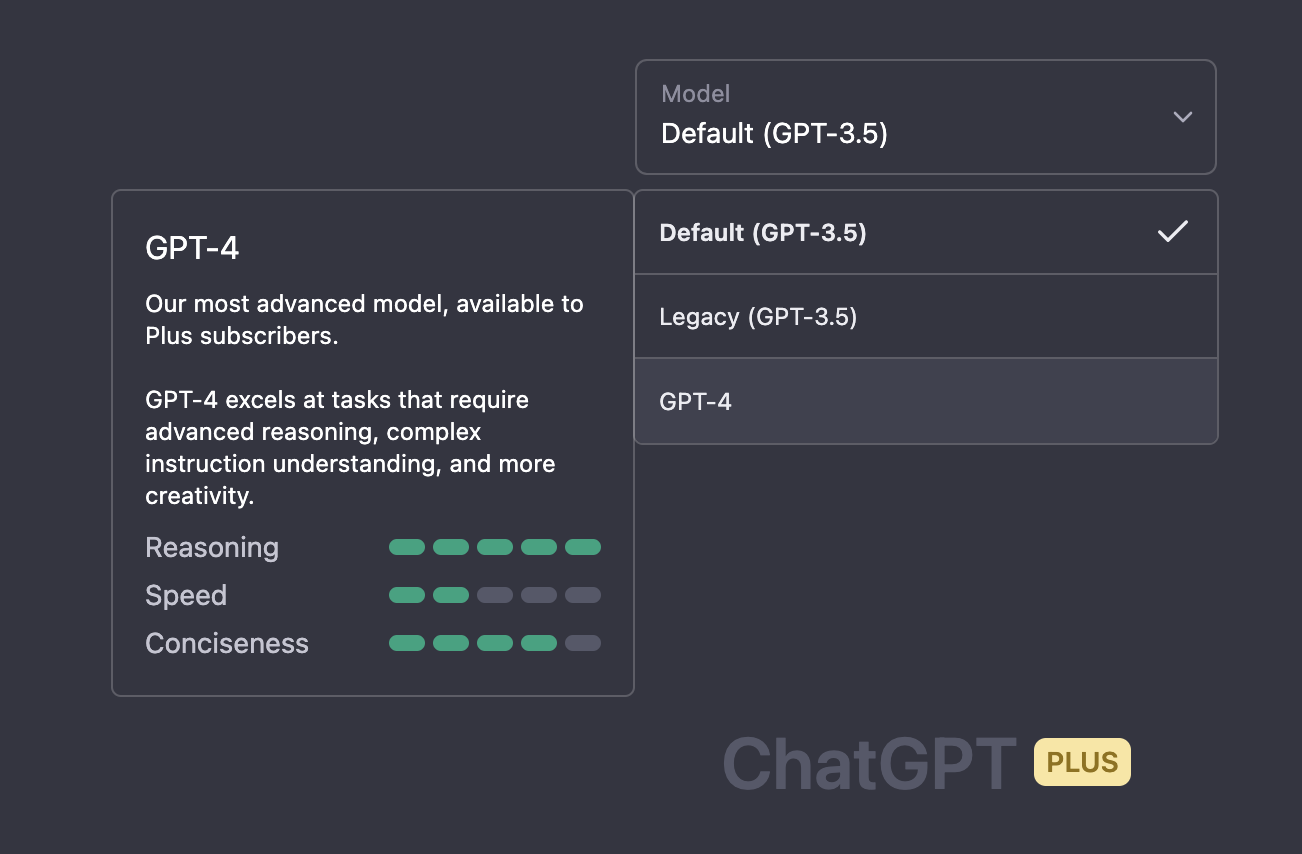 Model
Default (GPT-3.5)
Default (GPT-3.5)
Legacy (GPT-3.5)
GPT-4
GPT-4
Our most advanced model, available to
Plus subscribers.
GPT-4 excels at tasks that require
advanced reasoning, complex
instruction understanding, and more
creativity.
Reasoning
Speed
Conciseness
ChatGPT PLUS